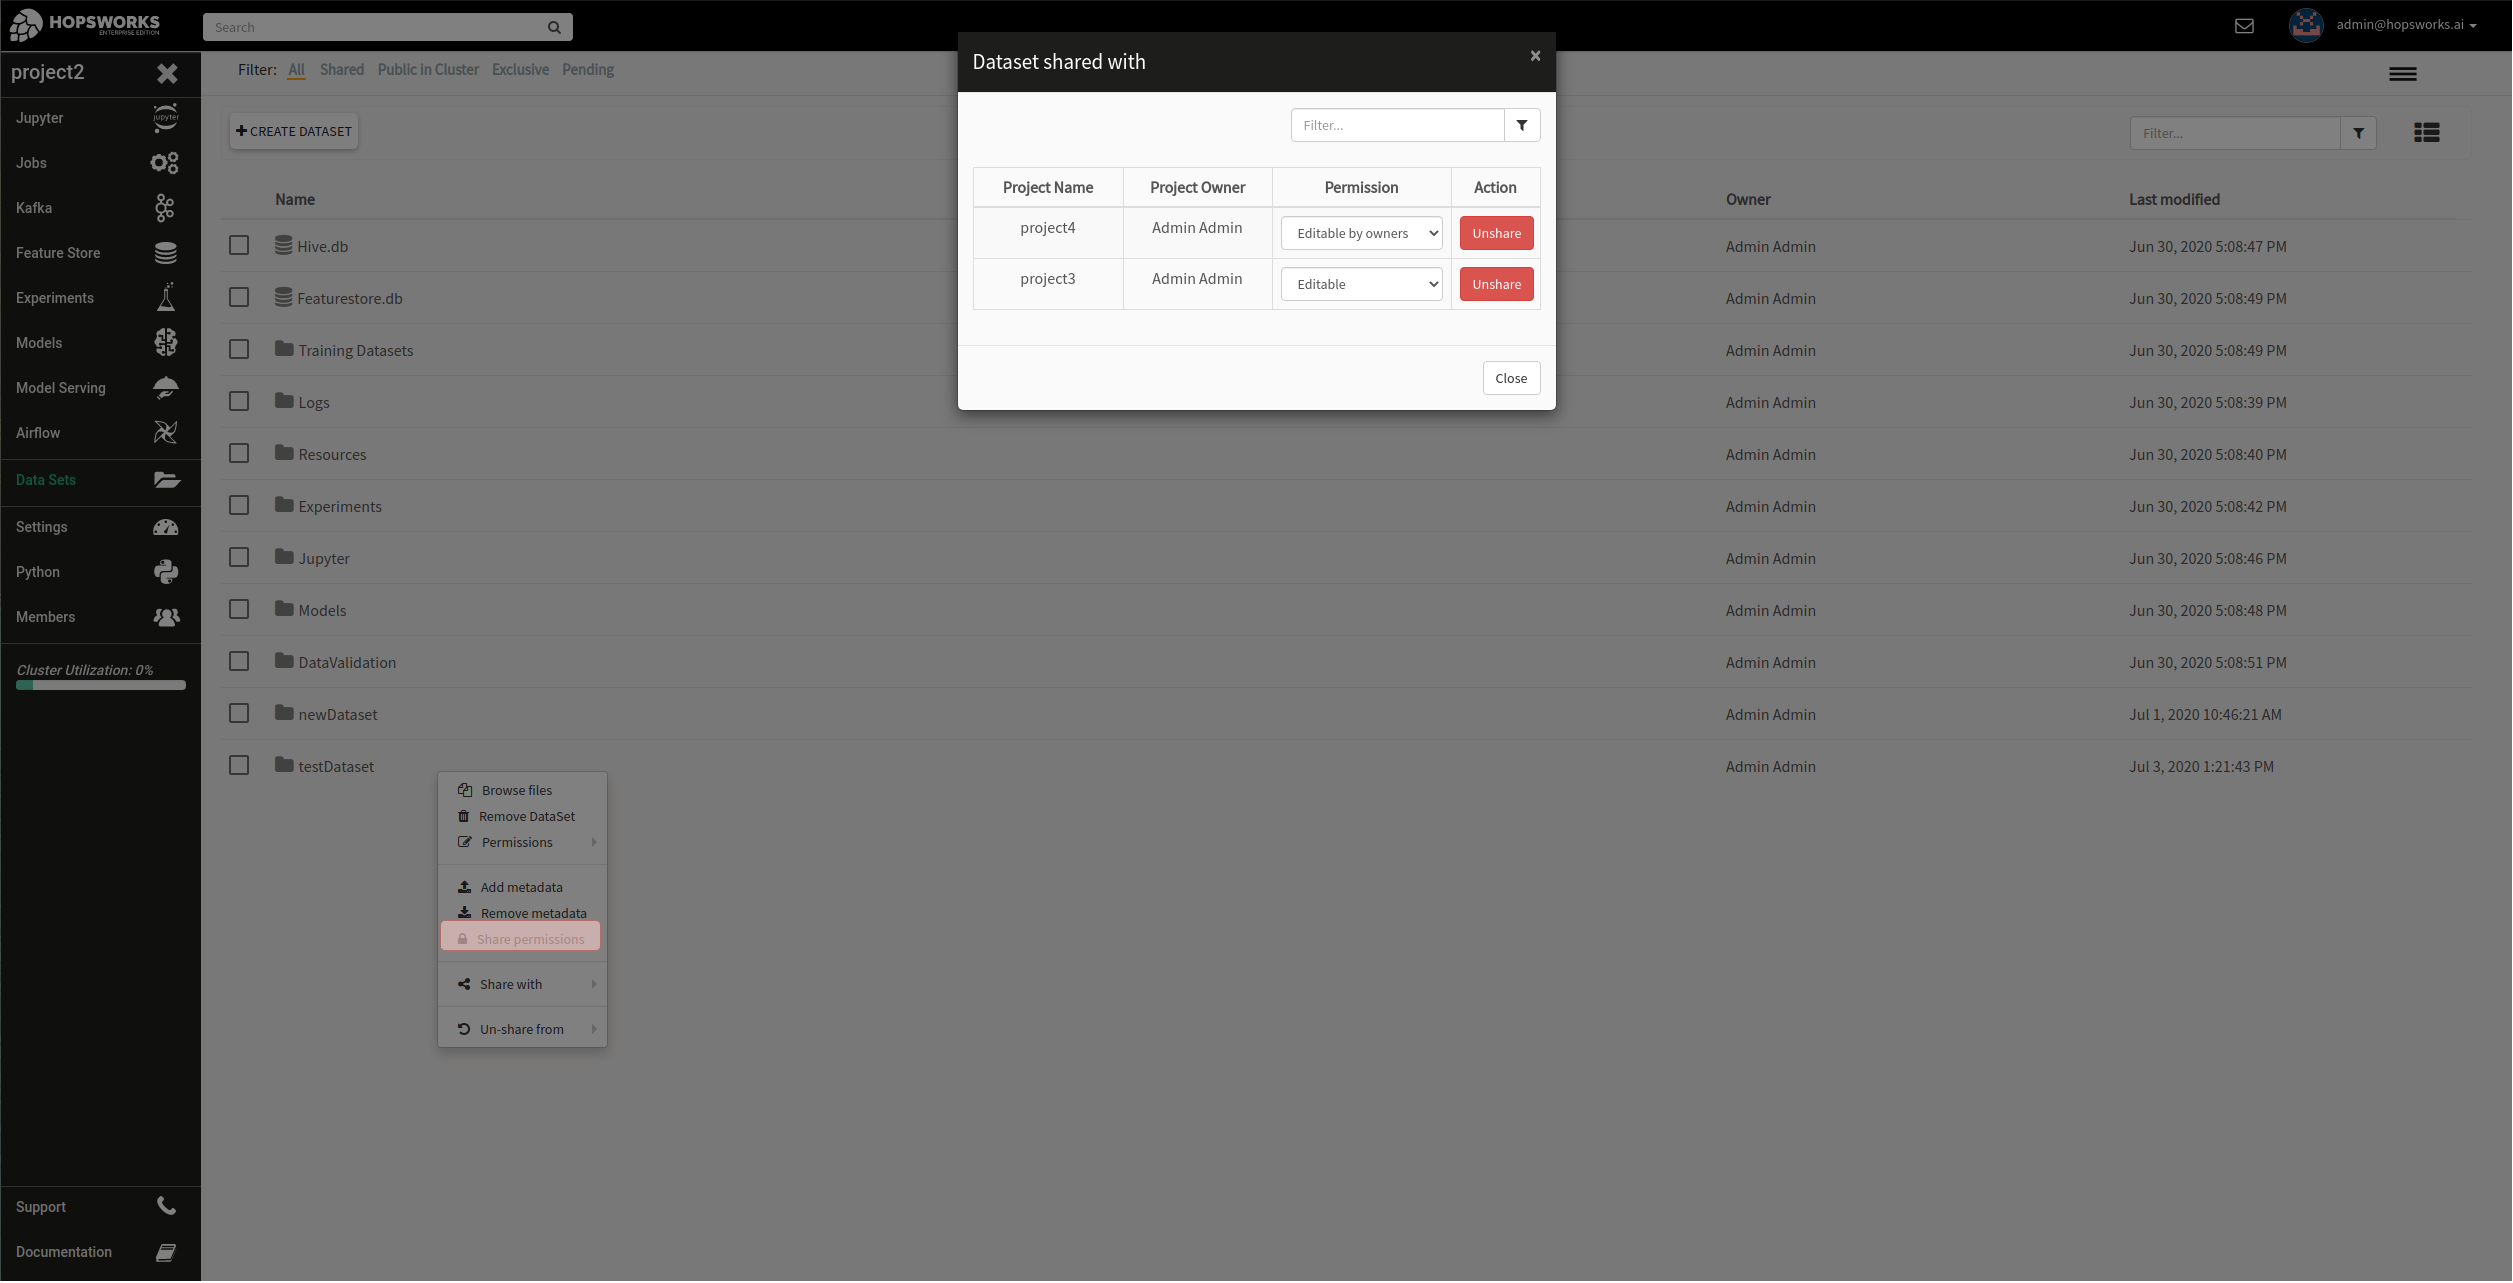 HOPSWORKS
ENTERPRISE EDITION
Search
admin@hopsworks.ai
project2
Jupyter
jupyter
Jobs
Kafka
Feature Store
Experiments
Models
Model Serving
Airflow
Data Sets
Settings
Python
Members
Cluster Utilization: 0%
Support
Documentation
Filter: All Shared Public in Cluster Exclusive Pending
CREATE DATASET
Filter...
Name Owner Last modified
Hive.db Admin Admin Jun 30, 2020 5:08:47 PM
Featurestore.db Admin Admin Jun 30, 2020 5:08:49 PM
Training Datasets Admin Admin Jun 30, 2020 5:08:49 PM
Logs Admin Admin Jun 30, 2020 5:08:39 PM
Resources Admin Admin Jun 30, 2020 5:08:40 PM
Experiments Admin Admin Jun 30, 2020 5:08:42 PM
Jupyter Admin Admin Jun 30, 2020 5:08:46 PM
Models Admin Admin Jun 30, 2020 5:08:48 PM
DataValidation Admin Admin Jun 30, 2020 5:08:51 PM
newDataset Admin Admin Jul 1, 2020 10:46:21 AM
testDataset Admin Admin Jul 3, 2020 1:21:43 PM
Browse files
Remove DataSet
Permissions
Add metadata
Remove metadata
Share permissions
Share with
Un-share from
Dataset shared with
×
Filter...
Project Name Project Owner Permission Action
project4 Admin Admin Editable by owners Unshare
project3 Admin Admin Editable Unshare
Close